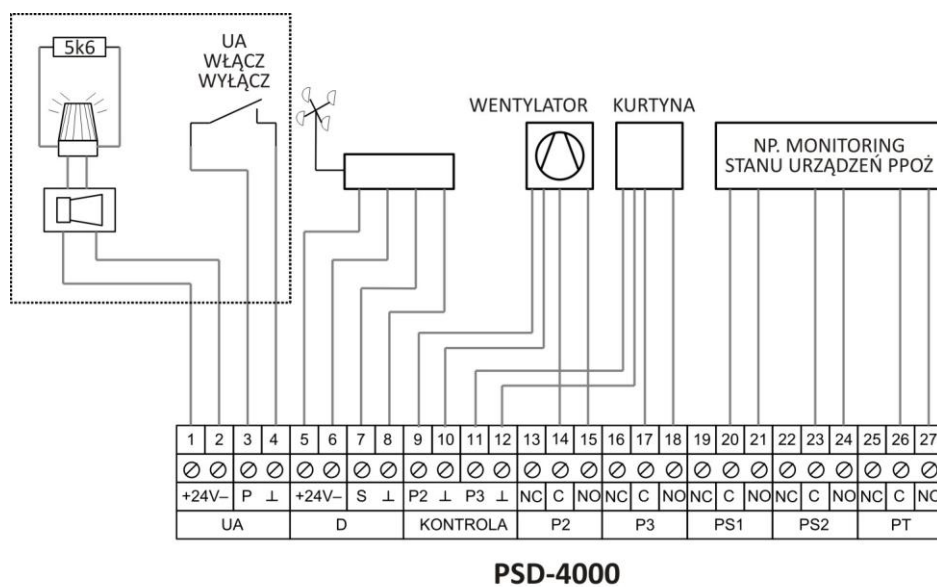 5k6
UA
WŁĄCZ
WYŁĄCZ
WENTYLATOR
KURTYNA
NP. MONITORING
STANU URZĄDZEŃ PPOŻ
1 2 3 4 5 6 7 8 9 10 11 12 13 14 15 16 17 18 19 20 21 22 23 24 25 26 27
+24V– P ⊥ +24V– S ⊥ P2 ⊥ P3 ⊥ NC C NO NC C NO NC C NO NC C NO NC C NO
UA D KONTROLA P2 P3 PS1 PS2 PT
PSD-4000